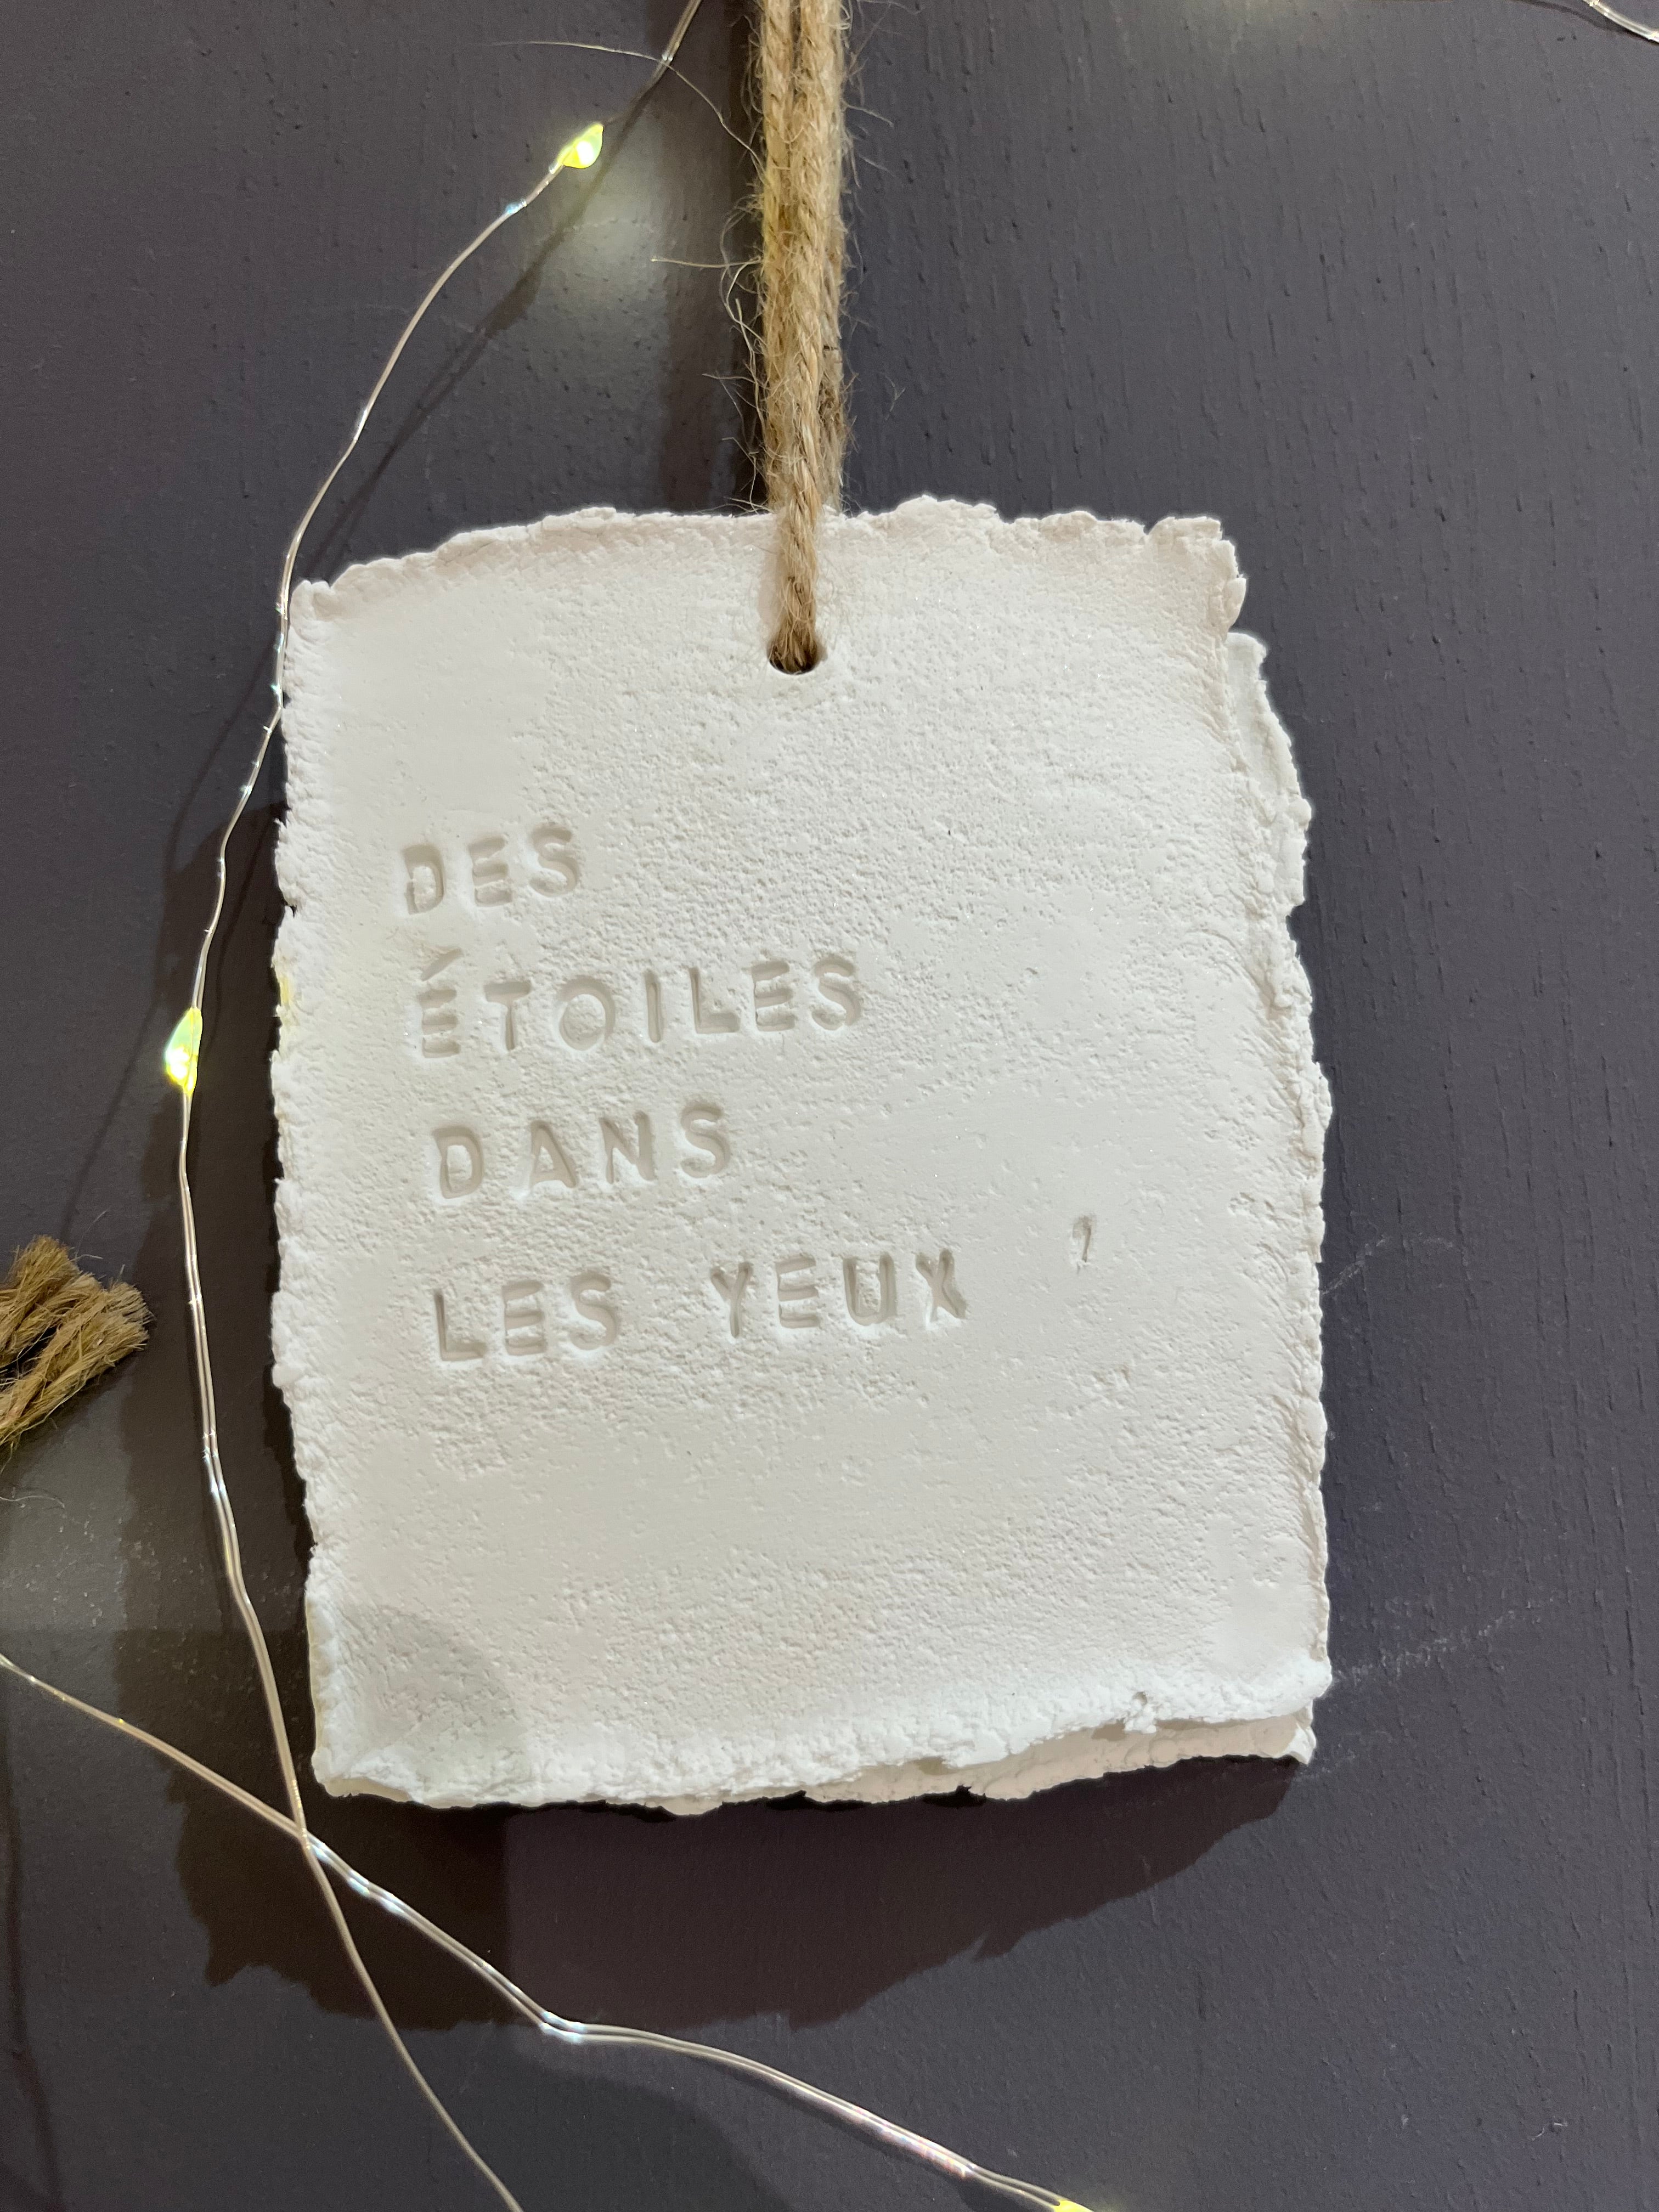 DES
ÉTOILES
DANS
LES YEUX '